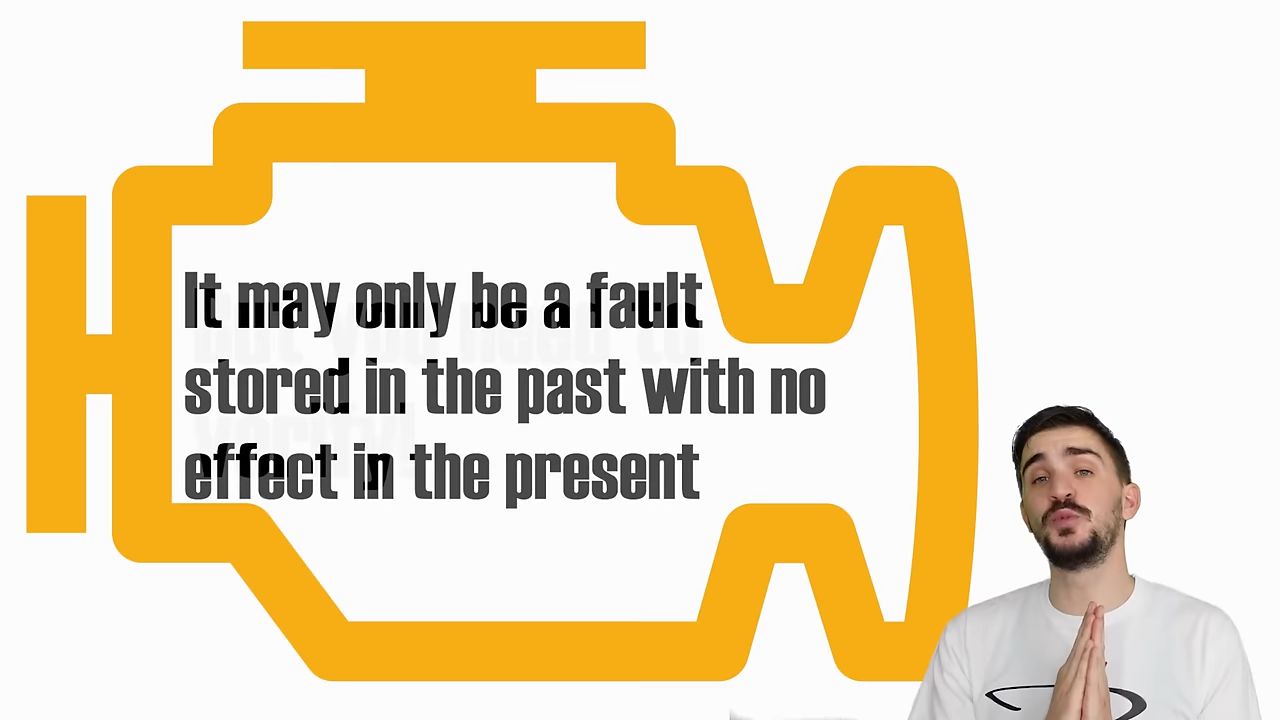 It may only be a fault
stored in the past with no
effect in the present